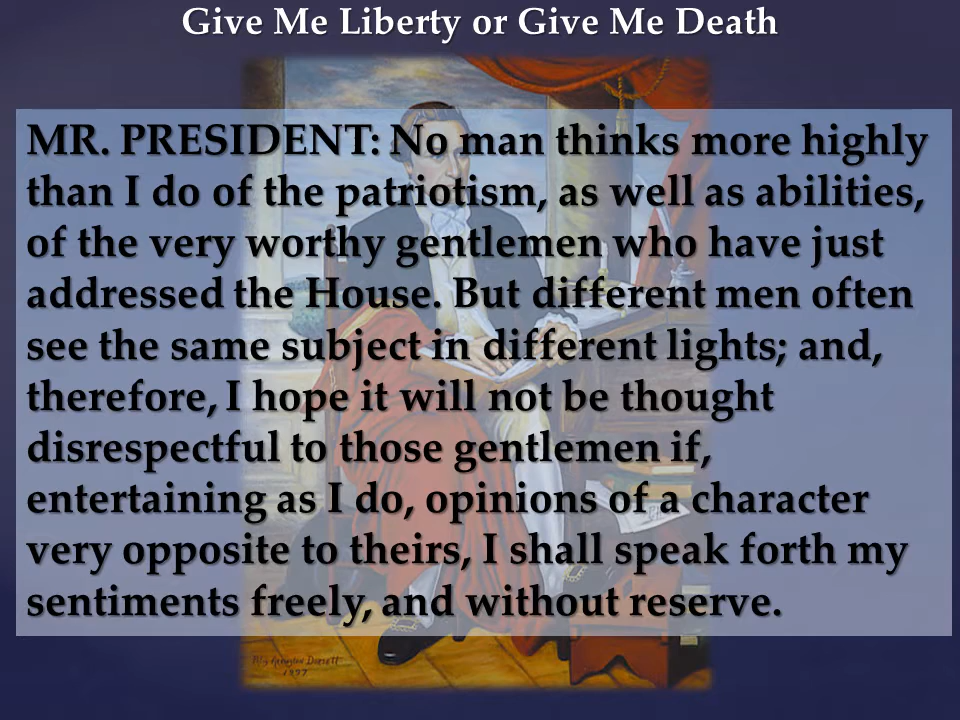 Give Me Liberty or Give Me Death
MR. PRESIDENT: No man thinks more highly
than I do of the patriotism, as well as abilities,
of the very worthy gentlemen who have just
addressed the House. But different men often
see the same subject in different lights; and,
therefore, I hope it will not be thought
disrespectful to those gentlemen if,
entertaining as I do, opinions of a character
very opposite to theirs, I shall speak forth my
sentiments freely, and without reserve.